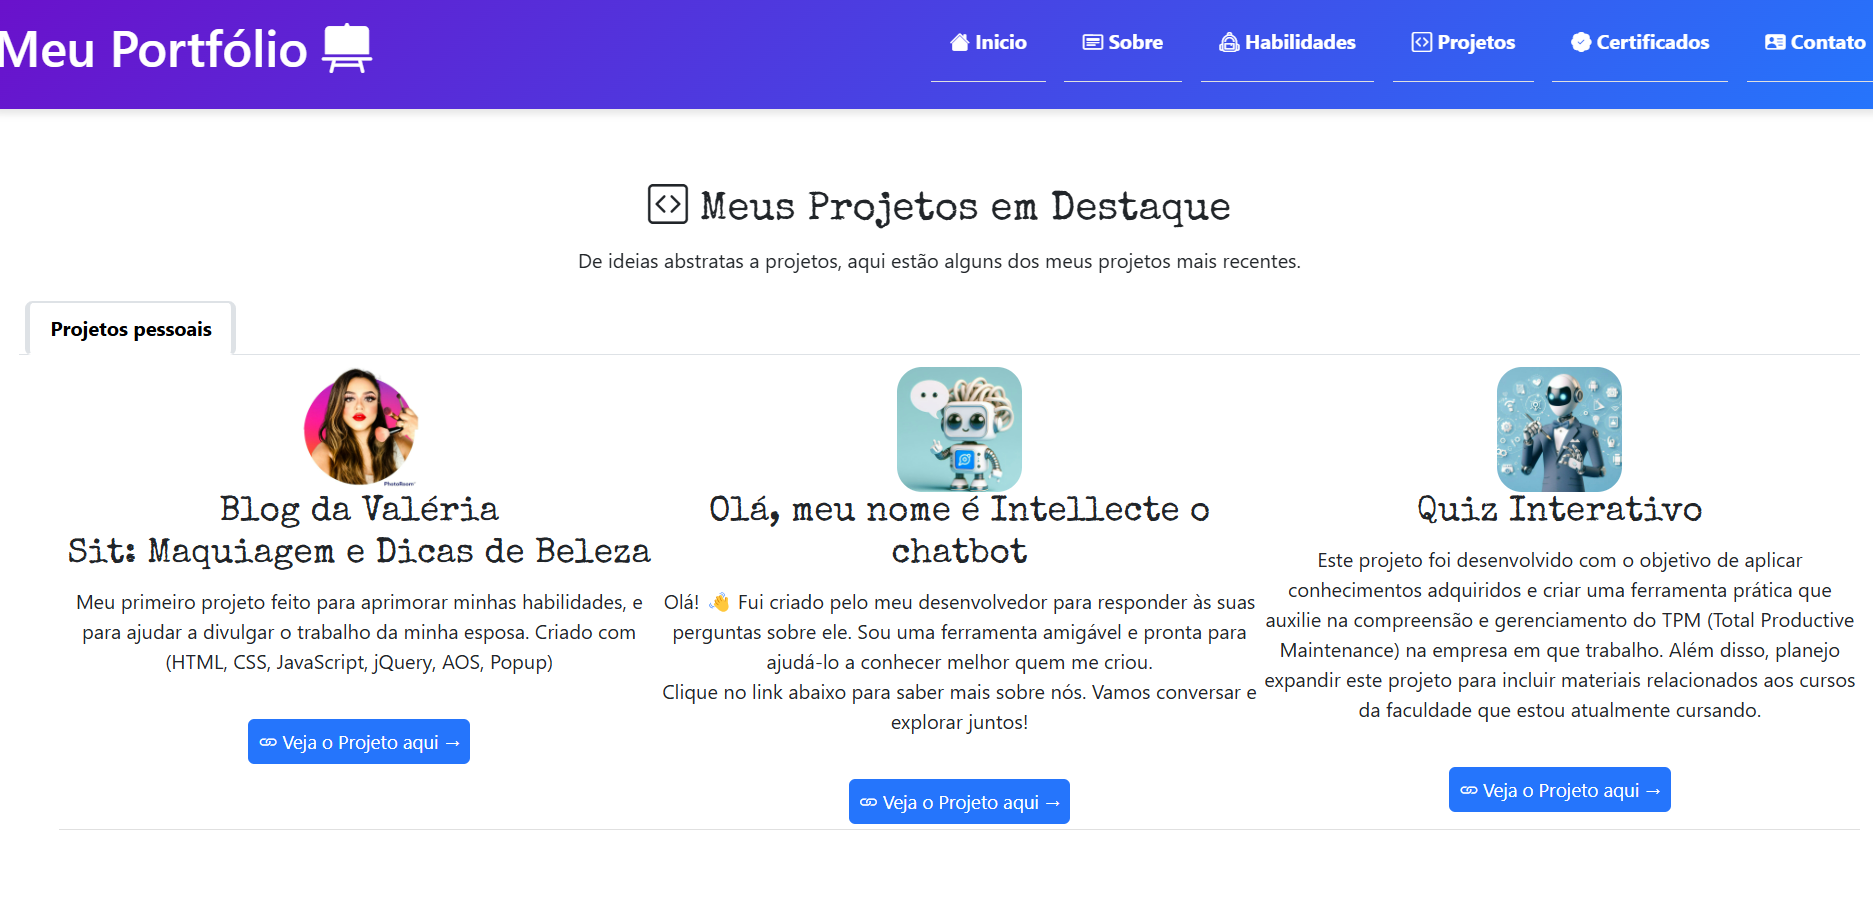 Meu Portfólio
Inicio
Sobre
Habilidades
Projetos
Certificados
Contato
Meus Projetos em Destaque
De ideias abstratas a projetos, aqui estão alguns dos meus projetos mais recentes.
Projetos pessoais
PhotoRoom
Blog da Valéria
Sit: Maquiagem e Dicas de Beleza
Meu primeiro projeto feito para aprimorar minhas habilidades, e
para ajudar a divulgar o trabalho da minha esposa. Criado com
(HTML, CSS, JavaScript, jQuery, AOS, Popup)
Veja o Projeto aqui →
Olá, meu nome é Intellecte o
chatbot
Olá! 👋 Fui criado pelo meu desenvolvedor para responder às suas
perguntas sobre ele. Sou uma ferramenta amigável e pronta para
ajudá-lo a conhecer melhor quem me criou.
Clique no link abaixo para saber mais sobre nós. Vamos conversar e
explorar juntos!
Veja o Projeto aqui →
Quiz Interativo
Este projeto foi desenvolvido com o objetivo de aplicar
conhecimentos adquiridos e criar uma ferramenta prática que
auxilie na compreensão e gerenciamento do TPM (Total Productive
Maintenance) na empresa em que trabalho. Além disso, planejo
expandir este projeto para incluir materiais relacionados aos cursos
da faculdade que estou atualmente cursando.
Veja o Projeto aqui →